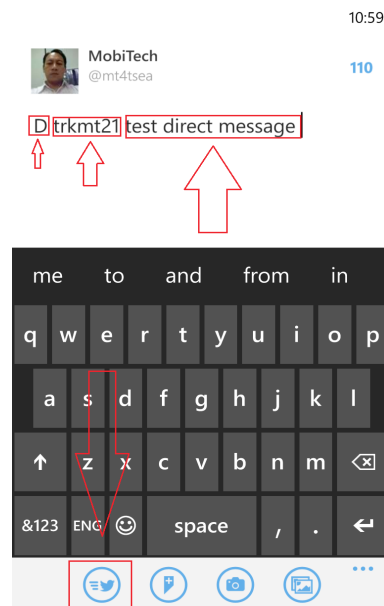 10:59
MobiTech
@mt4tsea
110
D trkmt21 test direct message
me to and from in
q w e r t y u i o p
a s d f g h j k l
z x c v b n m
&123 ENG space , .